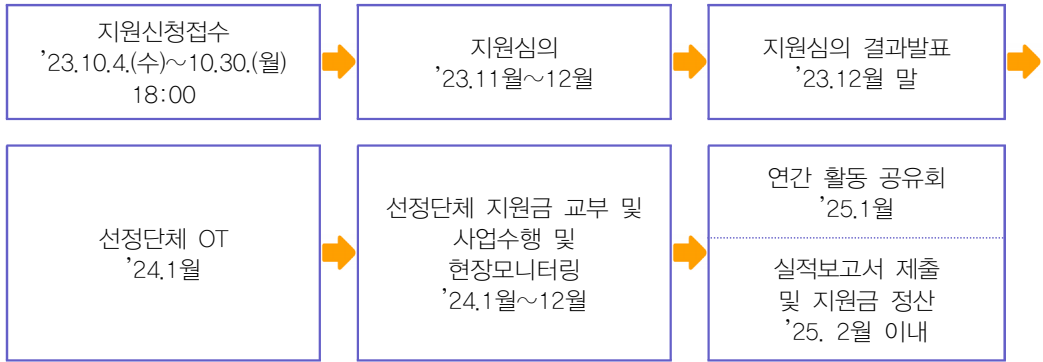 지원신청접수
’23.10.4.(수)~10.30.(월)
18:00
지원심의
’23.11월~12월
지원심의 결과발표
’23.12월 말
선정단체 OT
’24.1월
선정단체 지원금 교부 및
사업수행 및
현장모니터링
’24.1월~12월
연간 활동 공유회
’25.1월
실적보고서 제출
및 지원금 정산
’25. 2월 이내